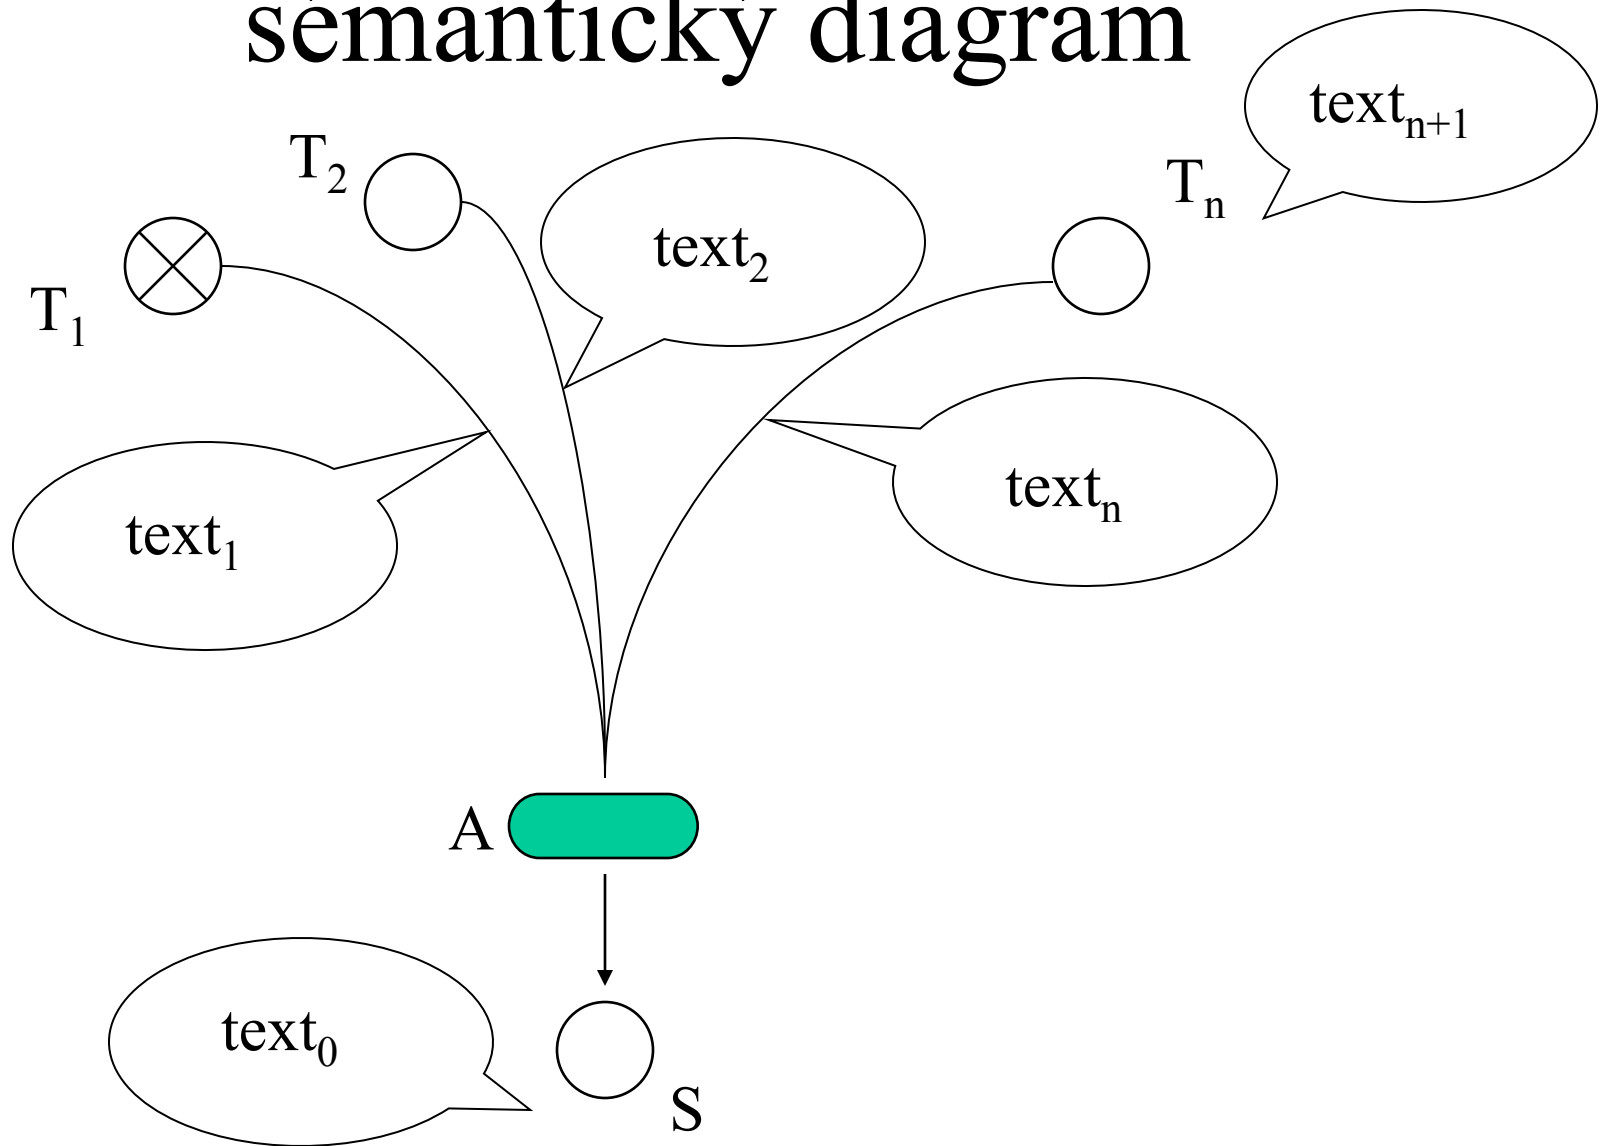 sémantický diagram
text_{n+1}
T_2
T_n
text_2
T_1
text_n
text_1
A
text_0
S